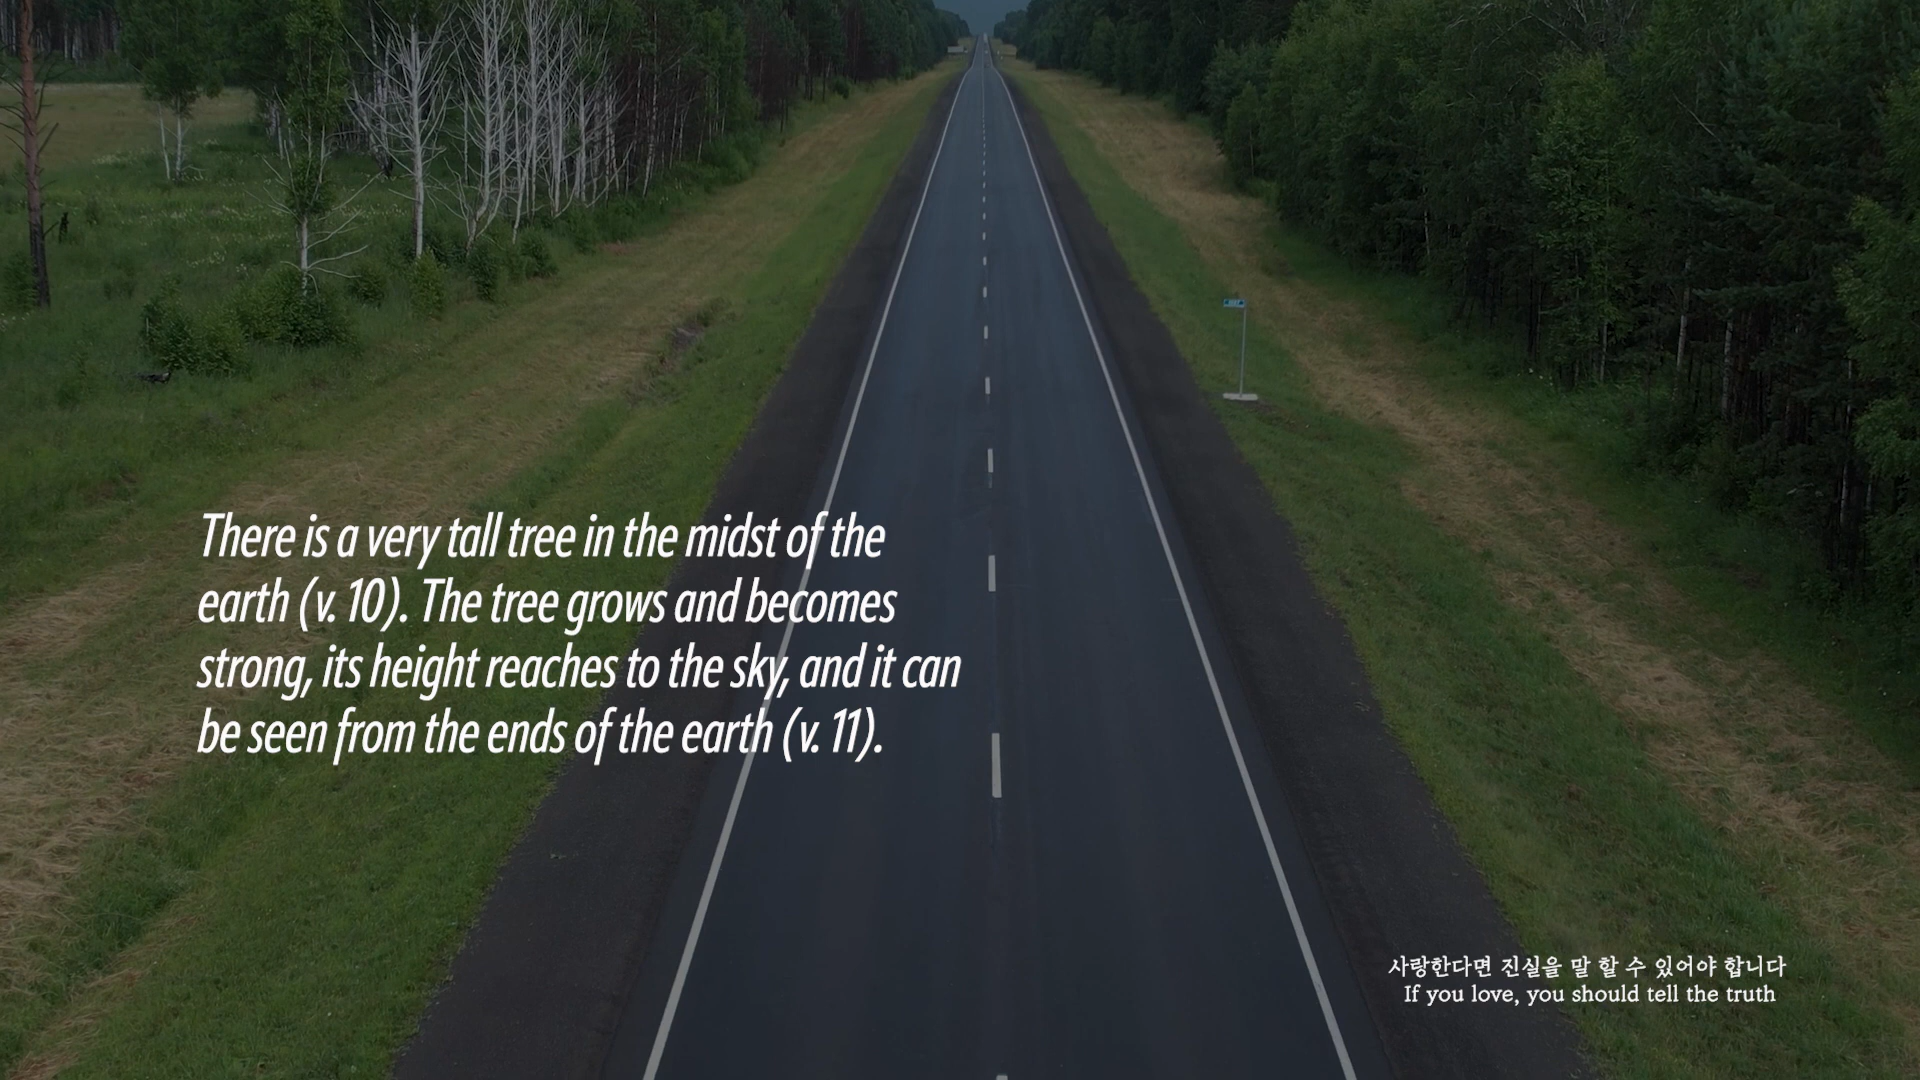 There is a very tall tree in the midst of the
earth (v. 10). The tree grows and becomes
strong, its height reaches to the sky, and it can
be seen from the ends of the earth (v. 11).
사랑한다면 진실을 말 할 수 있어야 합니다
If you love, you should tell the truth